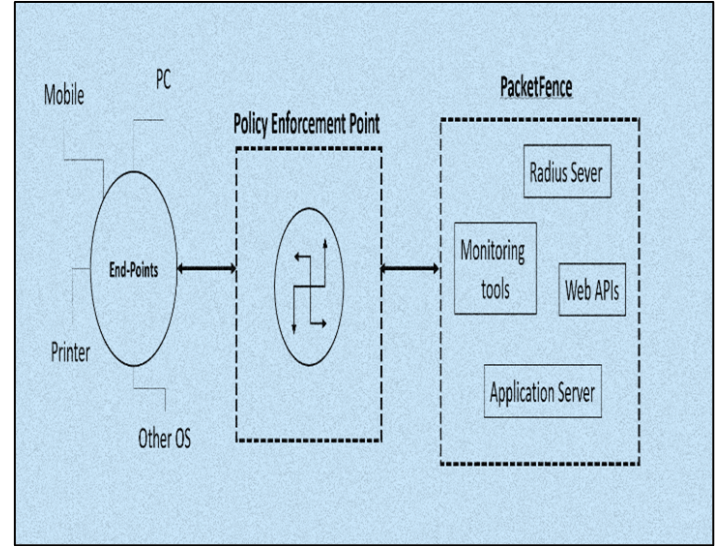 Mobile
PC
End-Points
Printer
Other OS
Policy Enforcement Point
PacketFence
Radius Sever
Monitoring
tools
Web APIs
Application Server